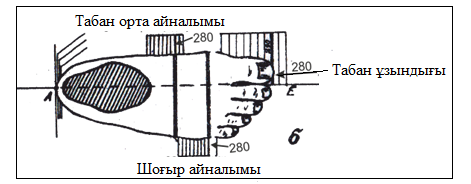 Табан орта айналымы
280
280
Табан ұзындығы
А
Е
б
280
Шоғыр айналымы